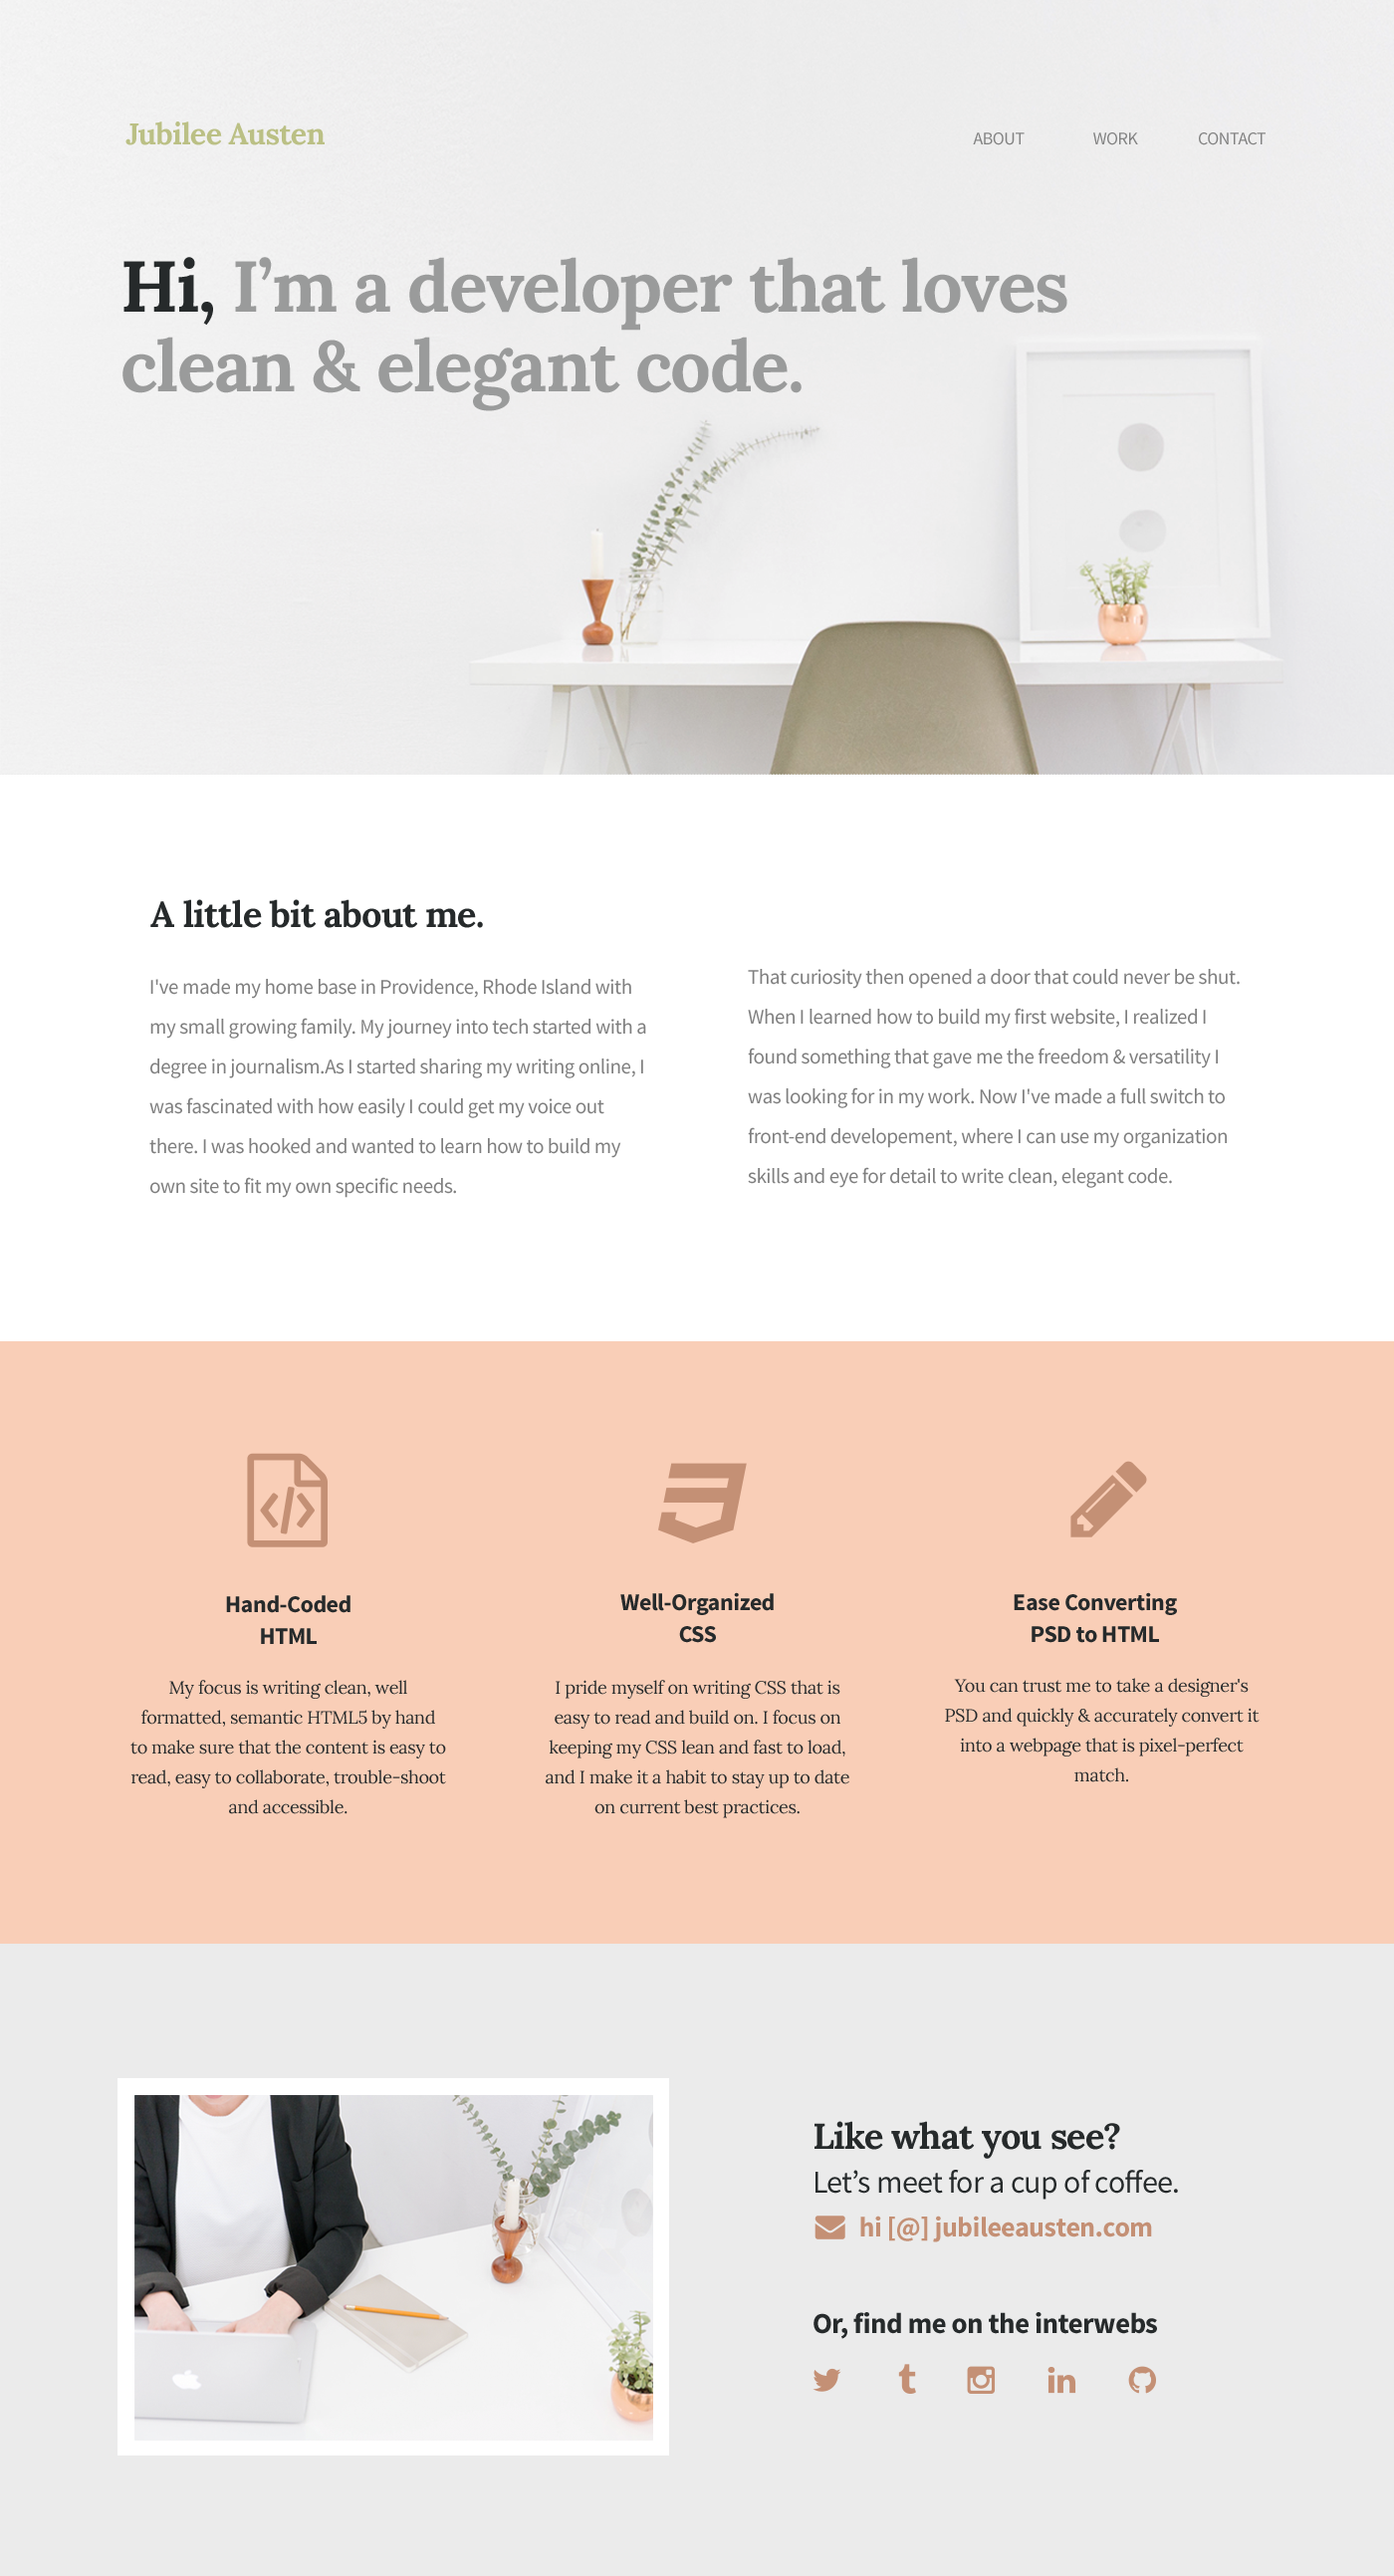 Jubilee Austen
ABOUT WORK CONTACT
Hi, I’m a developer that loves
clean & elegant code.
A little bit about me.
I've made my home base in Providence, Rhode Island with
my small growing family. My journey into tech started with a
degree in journalism.As I started sharing my writing online, I
was fascinated with how easily I could get my voice out
there. I was hooked and wanted to learn how to build my
own site to fit my own specific needs.
That curiosity then opened a door that could never be shut.
When I learned how to build my first website, I realized I
found something that gave me the freedom & versatility I
was looking for in my work. Now I've made a full switch to
front-end developement, where I can use my organization
skills and eye for detail to write clean, elegant code.
Hand-Coded
HTML
My focus is writing clean, well
formatted, semantic HTML5 by hand
to make sure that the content is easy to
read, easy to collaborate, trouble-shoot
and accessible.
Well-Organized
CSS
I pride myself on writing CSS that is
easy to read and build on. I focus on
keeping my CSS lean and fast to load,
and I make it a habit to stay up to date
on current best practices.
Ease Converting
PSD to HTML
You can trust me to take a designer's
PSD and quickly & accurately convert it
into a webpage that is pixel-perfect
match.
Like what you see?
Let’s meet for a cup of coffee.
hi [@] jubileeausten.com
Or, find me on the interwebs